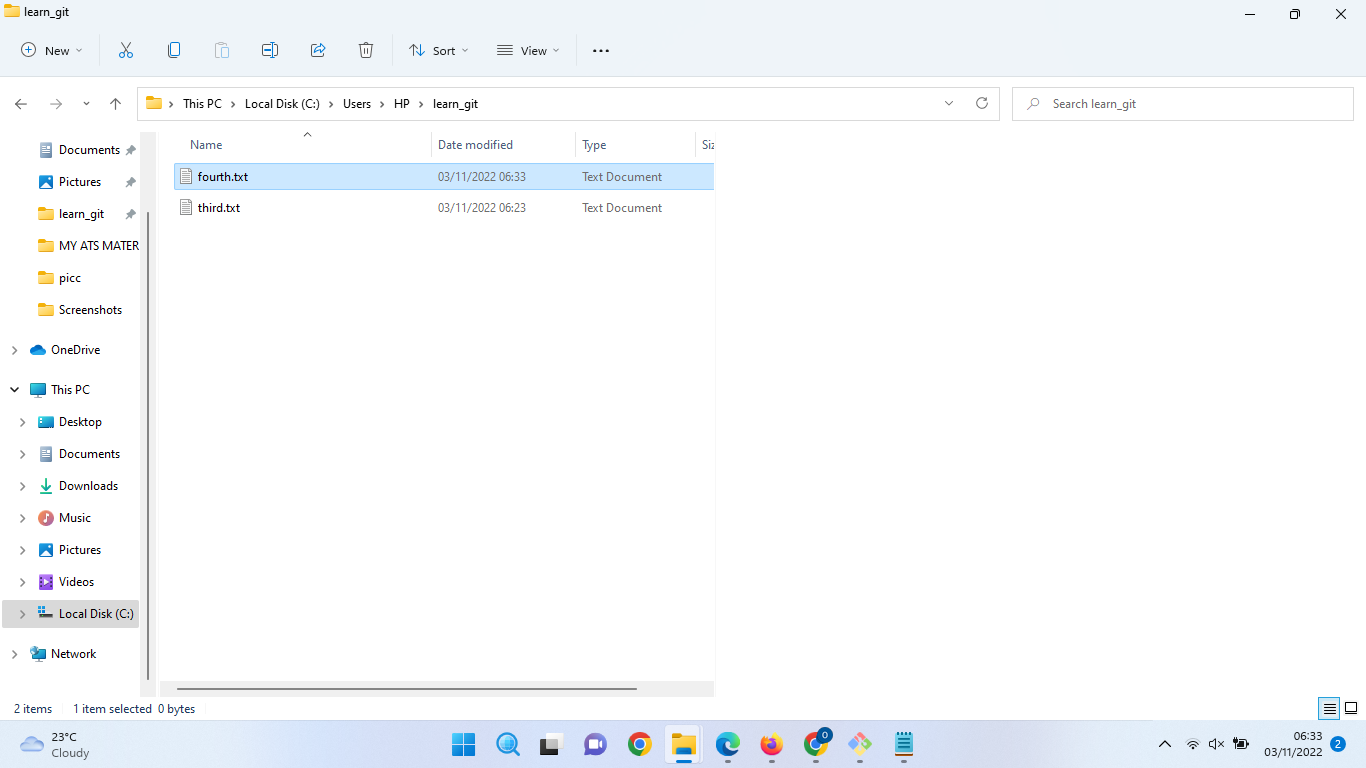 learn_git
New Sort View
This PC Local Disk (C:) Users HP learn_git
Search learn_git
Name Date modified Type Siz
fourth.txt 03/11/2022 06:33 Text Document
third.txt 03/11/2022 06:23 Text Document
Documents
Pictures
learn_git
MY ATS MATER
picc
Screenshots
OneDrive
This PC
Desktop
Documents
Downloads
Music
Pictures
Videos
Local Disk (C:)
Network
2 items 1 item selected 0 bytes
23°C
Cloudy
0
06:33
03/11/2022
2